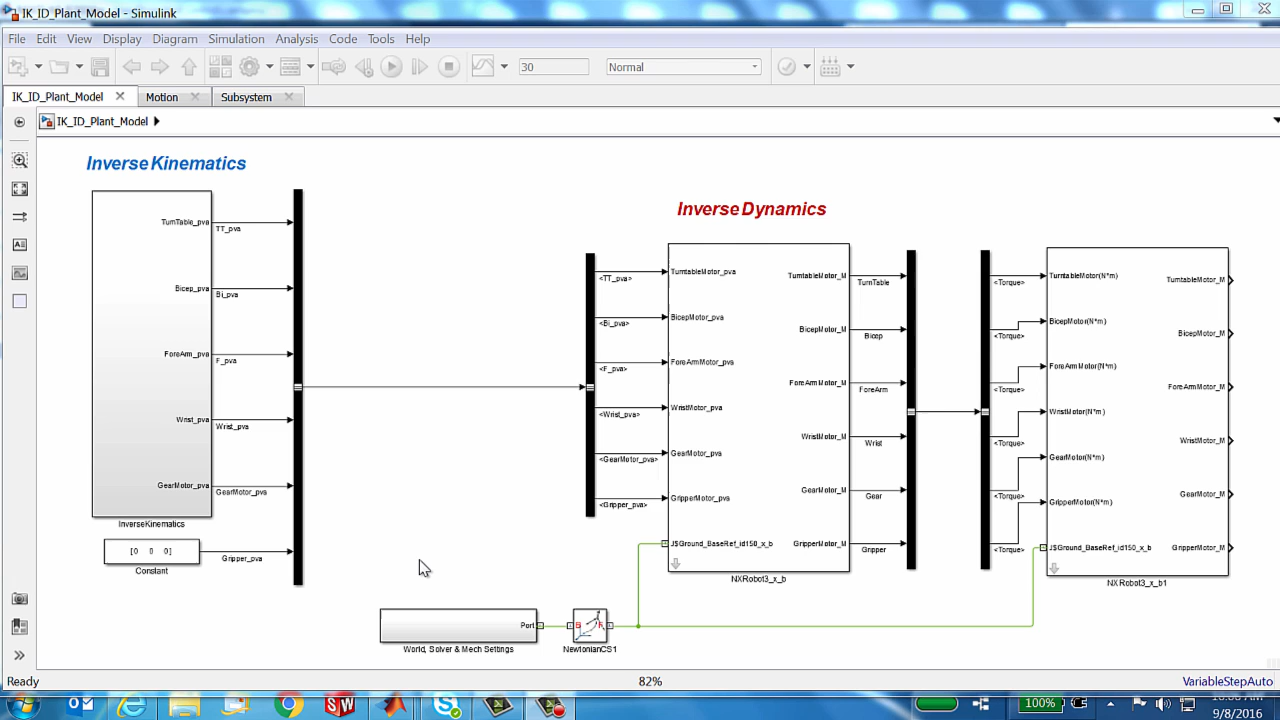 IK_ID_Plant_Model - Simulink
File Edit View Display Diagram Simulation Analysis Code Tools Help
30 Normal
IK_ID_Plant_Model Motion Subsystem
IK_ID_Plant_Model
Inverse Kinematics
TurnTable_pva
TT_pva
Bicep_pva
Bi_pva
ForeArm_pva
F_pva
Wrist_pva
Wrist_pva
GearMotor_pva
GearMotor_pva
InverseKinematics
[0 0 0]
Gripper_pva
Constant
Inverse Dynamics
<TT_pva>
<Bi_pva>
<F_pva>
<Wrist_pva>
<GearMotor_pva>
<Gripper_pva>
TurntableMotor_pva
BicepMotor_pva
ForeArmMotor_pva
WristMotor_pva
GearMotor_pva
GripperMotor_pva
J$Ground_BaseRef_id150_x_b
TurntableMotor_M
BicepMotor_M
ForeArmMotor_M
WristMotor_M
GearMotor_M
GripperMotor_M
NXRobot3_x_b
TurnTable
Bicep
ForeArm
Wrist
Gear
Gripper
<Torque>
<Torque>
<Torque>
<Torque>
<Torque>
<Torque>
TurntableMotor(N*m)
BicepMotor(N*m)
ForeArmMotor(N*m)
WristMotor(N*m)
GearMotor(N*m)
GripperMotor(N*m)
J$Ground_BaseRef_id150_x_b
TurntableMotor_M
BicepMotor_M
ForeArmMotor_M
WristMotor_M
GearMotor_M
GripperMotor_M
NXRobot3_x_b1
Port
World, Solver & Mech Settings
B F
NewtonianCS1
Ready 82% VariableStepAuto
SW 100%
9/8/2016